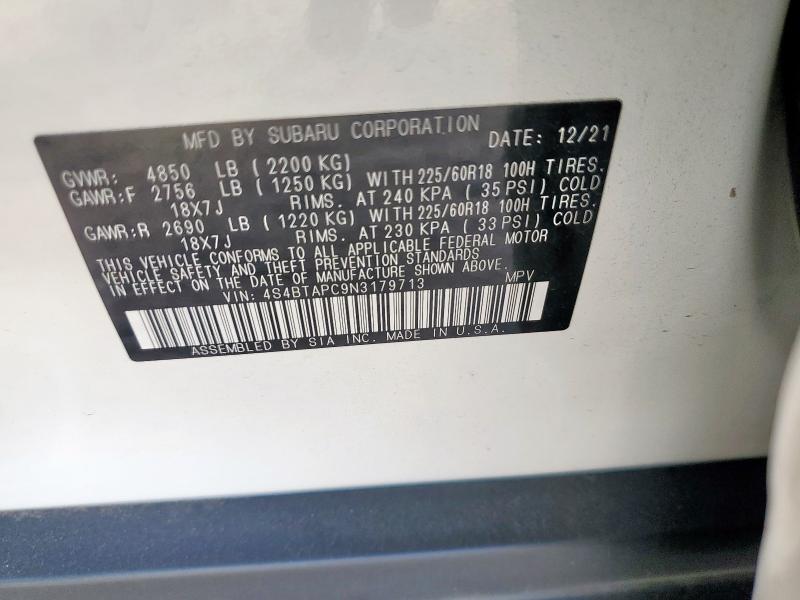 MFD BY SUBARU CORPORATION DATE: 12/21
GVWR: 4850 LB (2200 KG)
GAWR:F 2756 LB (1250 KG) WITH 225/60R18 100H TIRES.
18X7J RIMS. AT 240 KPA (35 PSI) COLD
GAWR:R 2690 LB (1220 KG) WITH 225/60R18 100H TIRES.
18X7J RIMS. AT 230 KPA (33 PSI) COLD
THIS VEHICLE CONFORMS TO ALL APPLICABLE FEDERAL MOTOR
VEHICLE SAFETY AND THEFT PREVENTION STANDARDS
IN EFFECT ON THE DATE OF MANUFACTURE SHOWN ABOVE.
VIN: 4S4BTAPC9N3179713 MPV
ASSEMBLED BY SIA INC. MADE IN U.S.A.